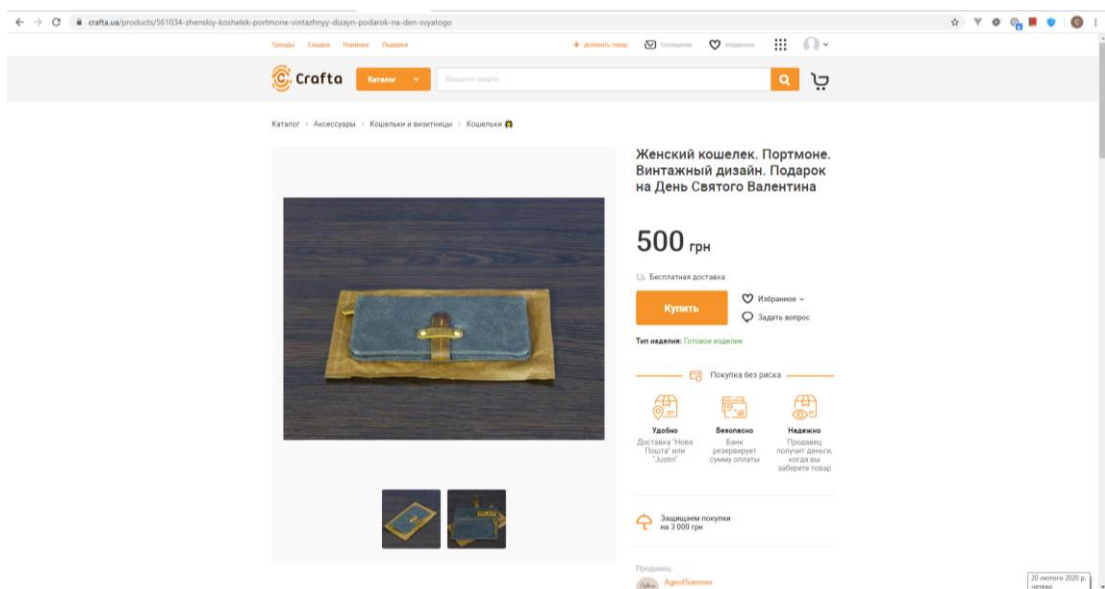 crafta.ua/products/561034-zhenskiy-koshelek-portmone-vintazhnyy-dizayn-podarok-na-den-svyatogo
Тренды Скидки Новинки Подарки + Добавить товар Сообщения Избранное
Crafta Каталог Введите запрос
Каталог > Аксессуары > Кошельки и визитницы > Кошельки
Женский кошелек. Портмоне.
Винтажный дизайн. Подарок
на День Святого Валентина
500 грн
Бесплатная доставка
Купить
Избранное
Задать вопрос
Тип изделия: Готовое изделие
Покупка без риска
Удобно
Доставка "Нова
Пошта" или
"Justin"
Безопасно
Банк
резервирует
сумму оплаты
Надежно
Продавец
получит деньги,
когда вы
заберете товар
Защищаем покупки
на 3 000 грн
Продавец:
AgeofSummer
20 лютого 2020 р.
четвер